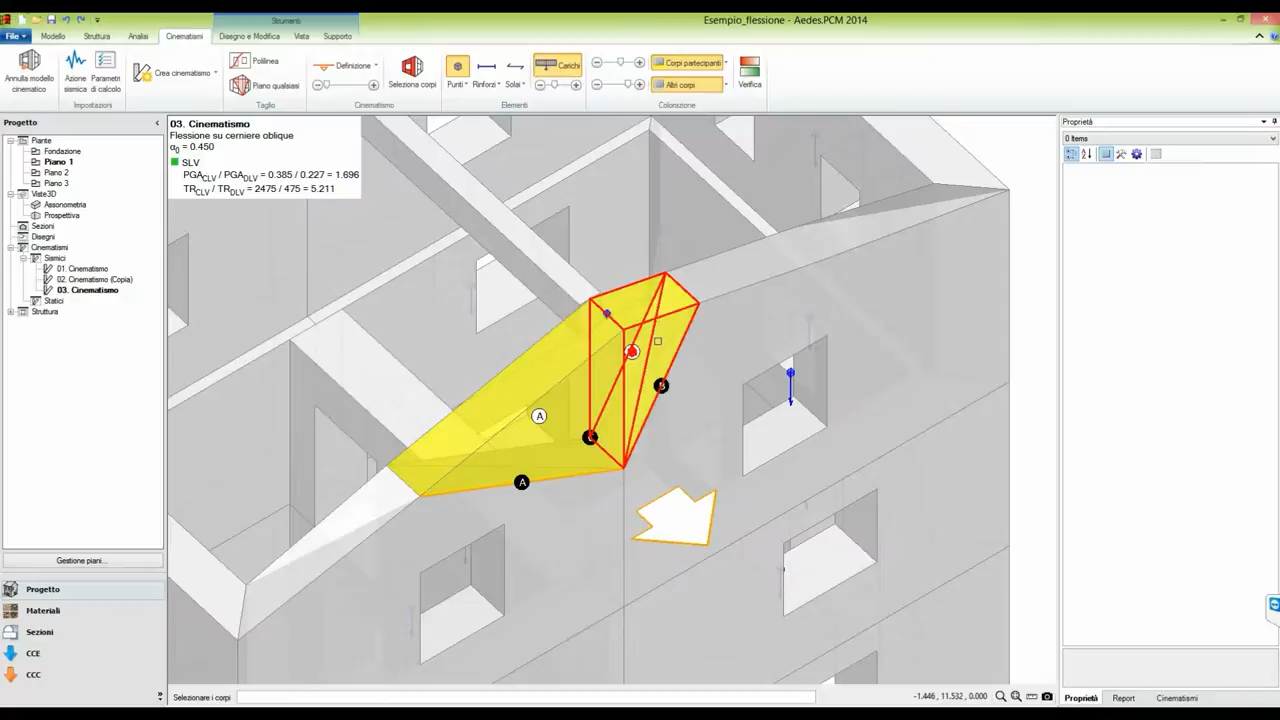 Strumenti
Esempio_flessione - Aedes.PCM 2014
File
Modello
Struttura
Analisi
Cinematismi
Disegno e Modifica
Vista
Supporto
Annulla modello cinematico
Azione sismica
Parametri di calcolo
Impostazioni
Crea cinematismo
Polilinea
Piano qualsiasi
Taglio
Definizione
Cinematismo
Seleziona corpi
Punti
Rinforzi
Solai
Carichi
Elementi
Corpi partecipanti
Altri corpi
Colorazione
Verifica
Progetto
Piante
Fondazione
Piano 1
Piano 2
Piano 3
Viste3D
Assonometria
Prospettiva
Sezioni
Disegni
Cinematismi
Sismici
01. Cinematismo
02. Cinematismo (Copia)
03. Cinematismo
Statici
Struttura
Gestione piani...
Progetto
Materiali
Sezioni
CCE
CCC
03. Cinematismo
Flessione su cerniere oblique
α0 = 0.450
SLV
PGACLV / PGADLV = 0.385 / 0.227 = 1.696
TRCLV / TRDLV = 2475 / 475 = 5.211
A
A
Selezionare i corpi
-1.446, 11.532, 0.000
Proprietà
0 Items
Proprietà
Report
Cinematismi